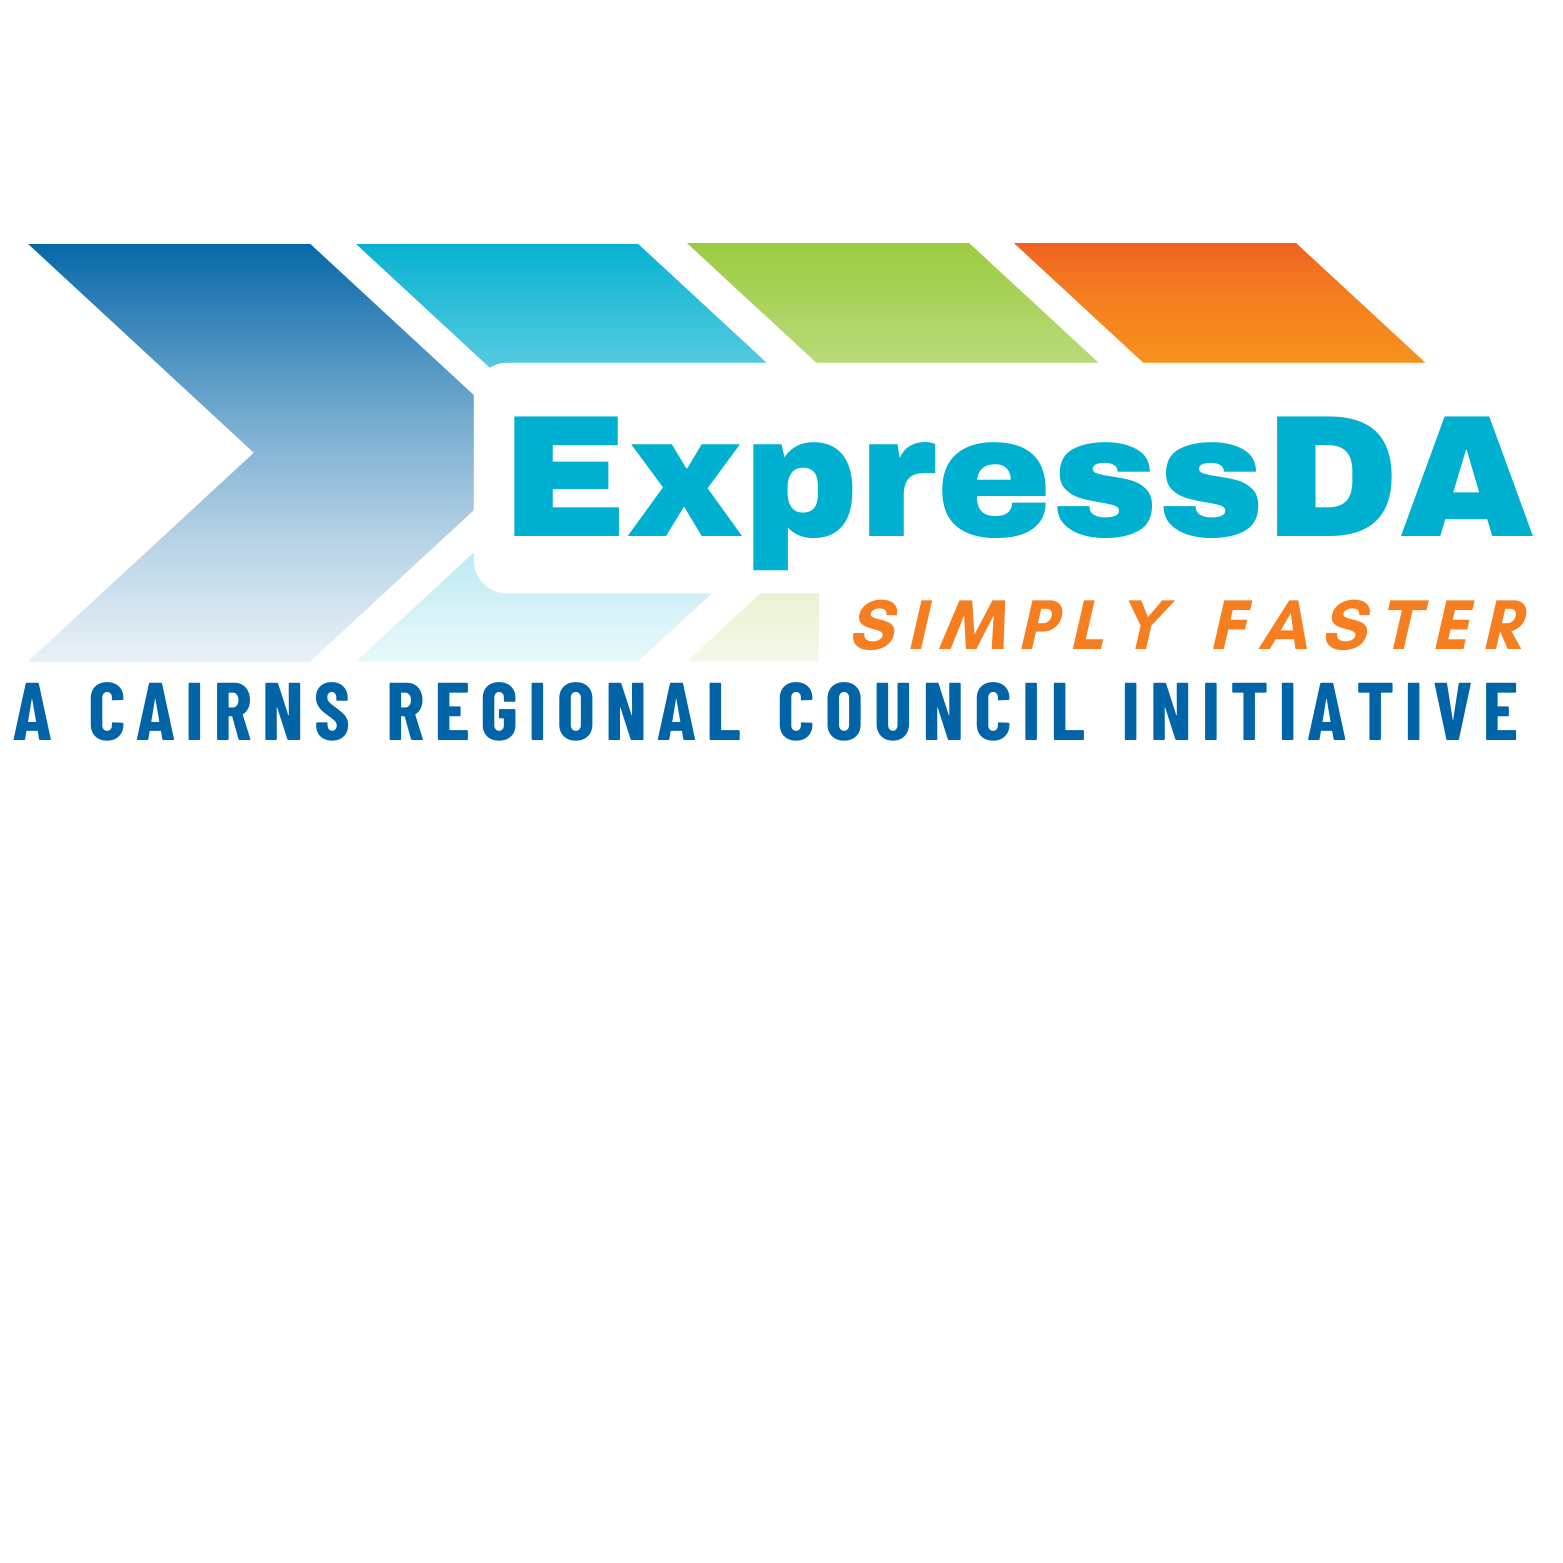 ExpressDA
SIMPLY FASTER
A CAIRNS REGIONAL COUNCIL INITIATIVE